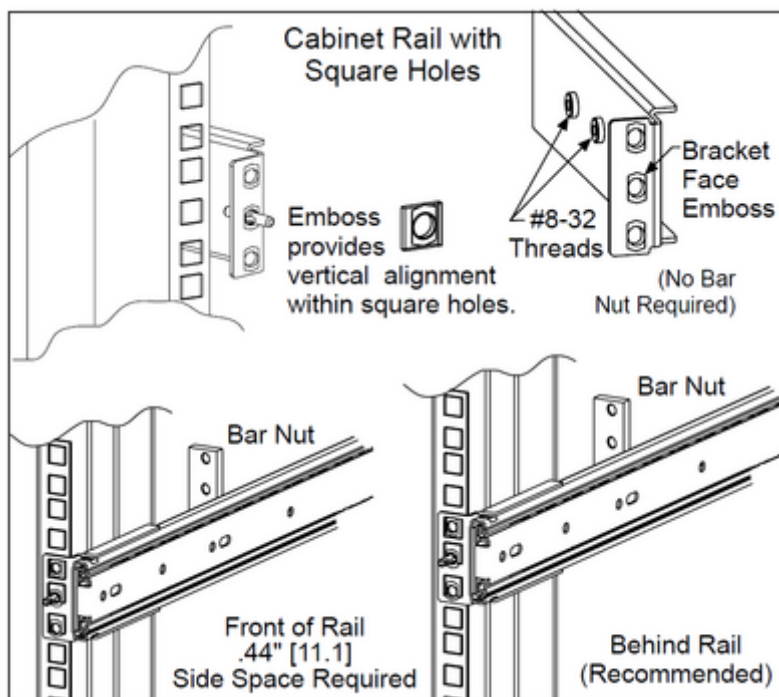 Cabinet Rail with
Square Holes
Bracket
Face
Emboss
#8-32
Threads
(No Bar
Nut Required)
Emboss
provides
vertical alignment
within square holes.
Bar Nut
Front of Rail
.44" [11.1]
Side Space Required
Bar Nut
Behind Rail
(Recommended)